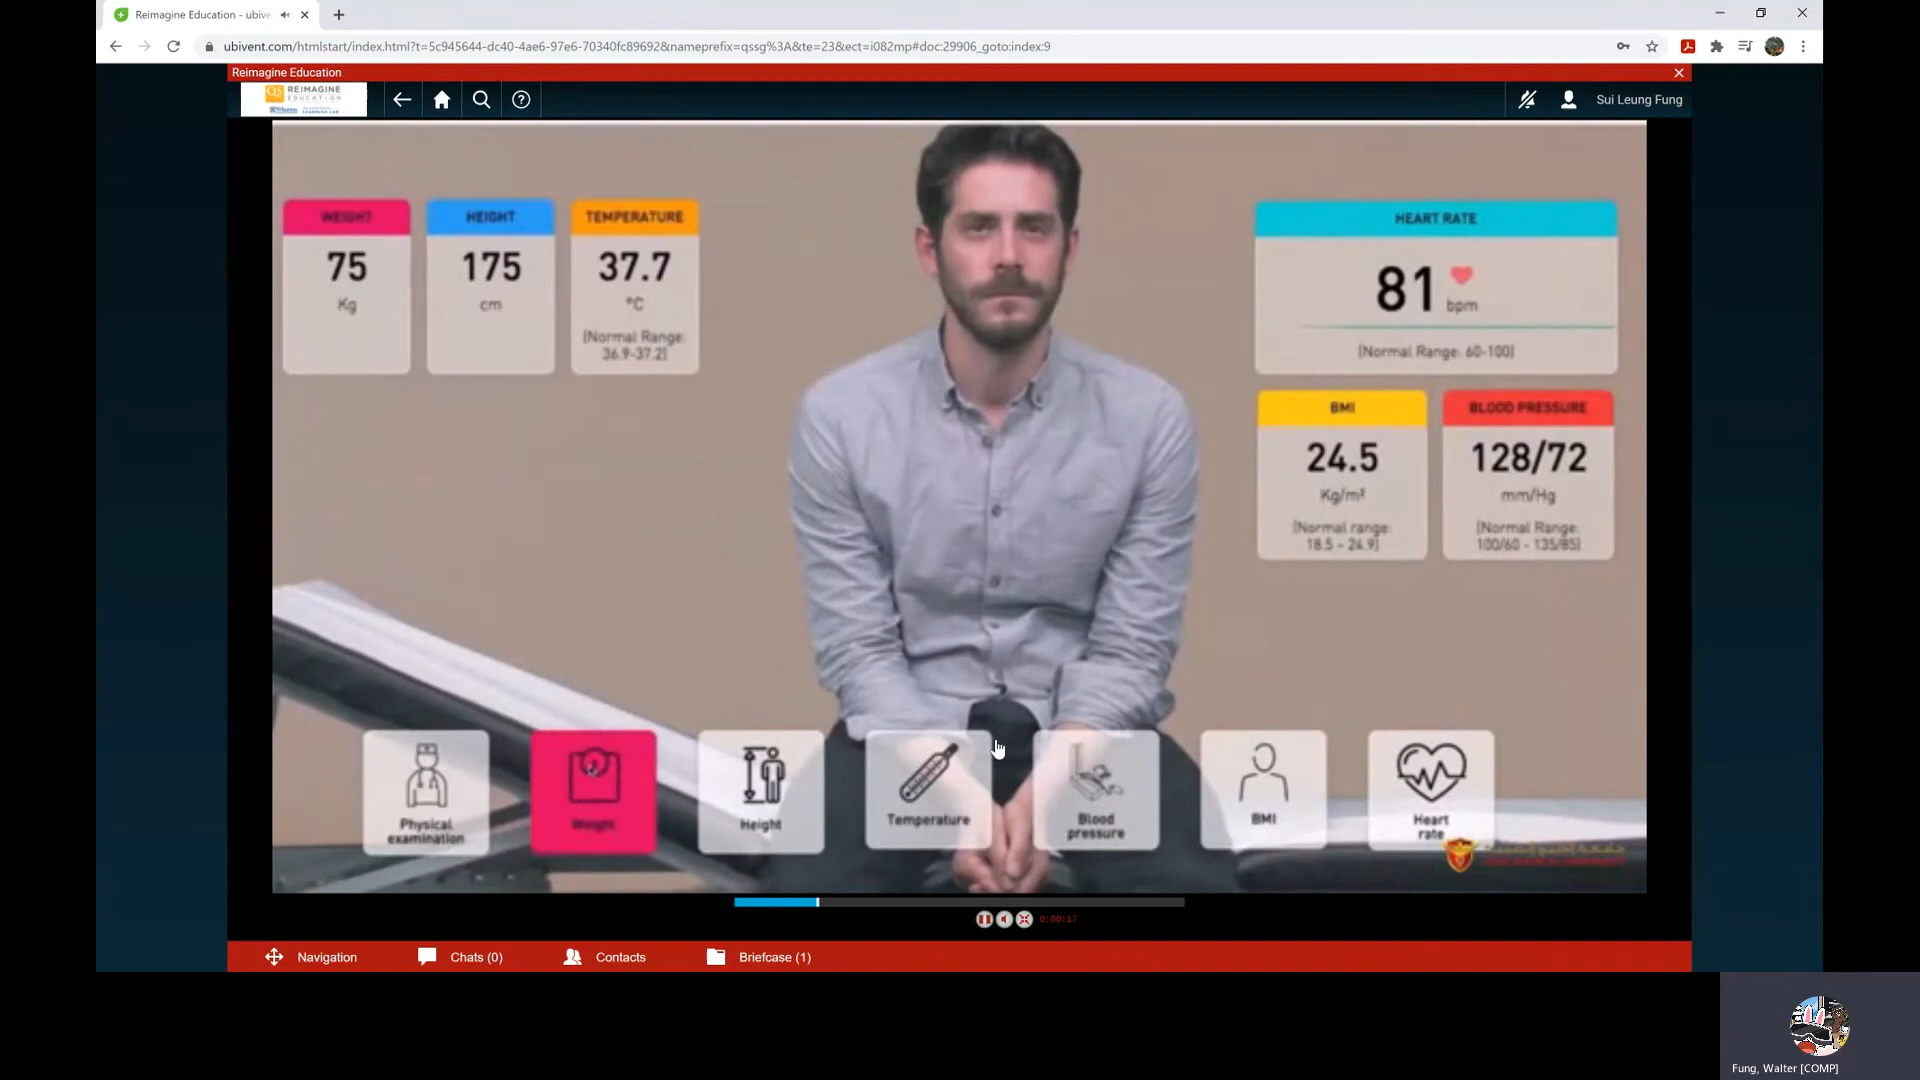 Reimagine Education - ubive
ubivent.com/htmlstart/index.html?t=5c945644-dc40-4ae6-97e6-70340fc89692&nameprefix=qssg%3A&te=23&ect=i082mp#doc:29906_goto:index:9
Reimagine Education
QS REIMAGINE
EDUCATION
Sui Leung Fung
WEIGHT
75
Kg
HEIGHT
175
cm
TEMPERATURE
37.7
°C
(Normal Range:
36.9-37.2)
HEART RATE
81
bpm
(Normal Range: 60-100)
BMI
24.5
Kg/m²
(Normal range:
18.5 - 24.9)
BLOOD PRESSURE
128/72
mm/Hg
(Normal Range:
100/60 - 135/85)
Physical
examination
Weight
Height
Temperature
Blood
pressure
BMI
Heart
rate
0:00:17
Navigation
Chats (0)
Contacts
Briefcase (1)
Fung, Walter [COMP]